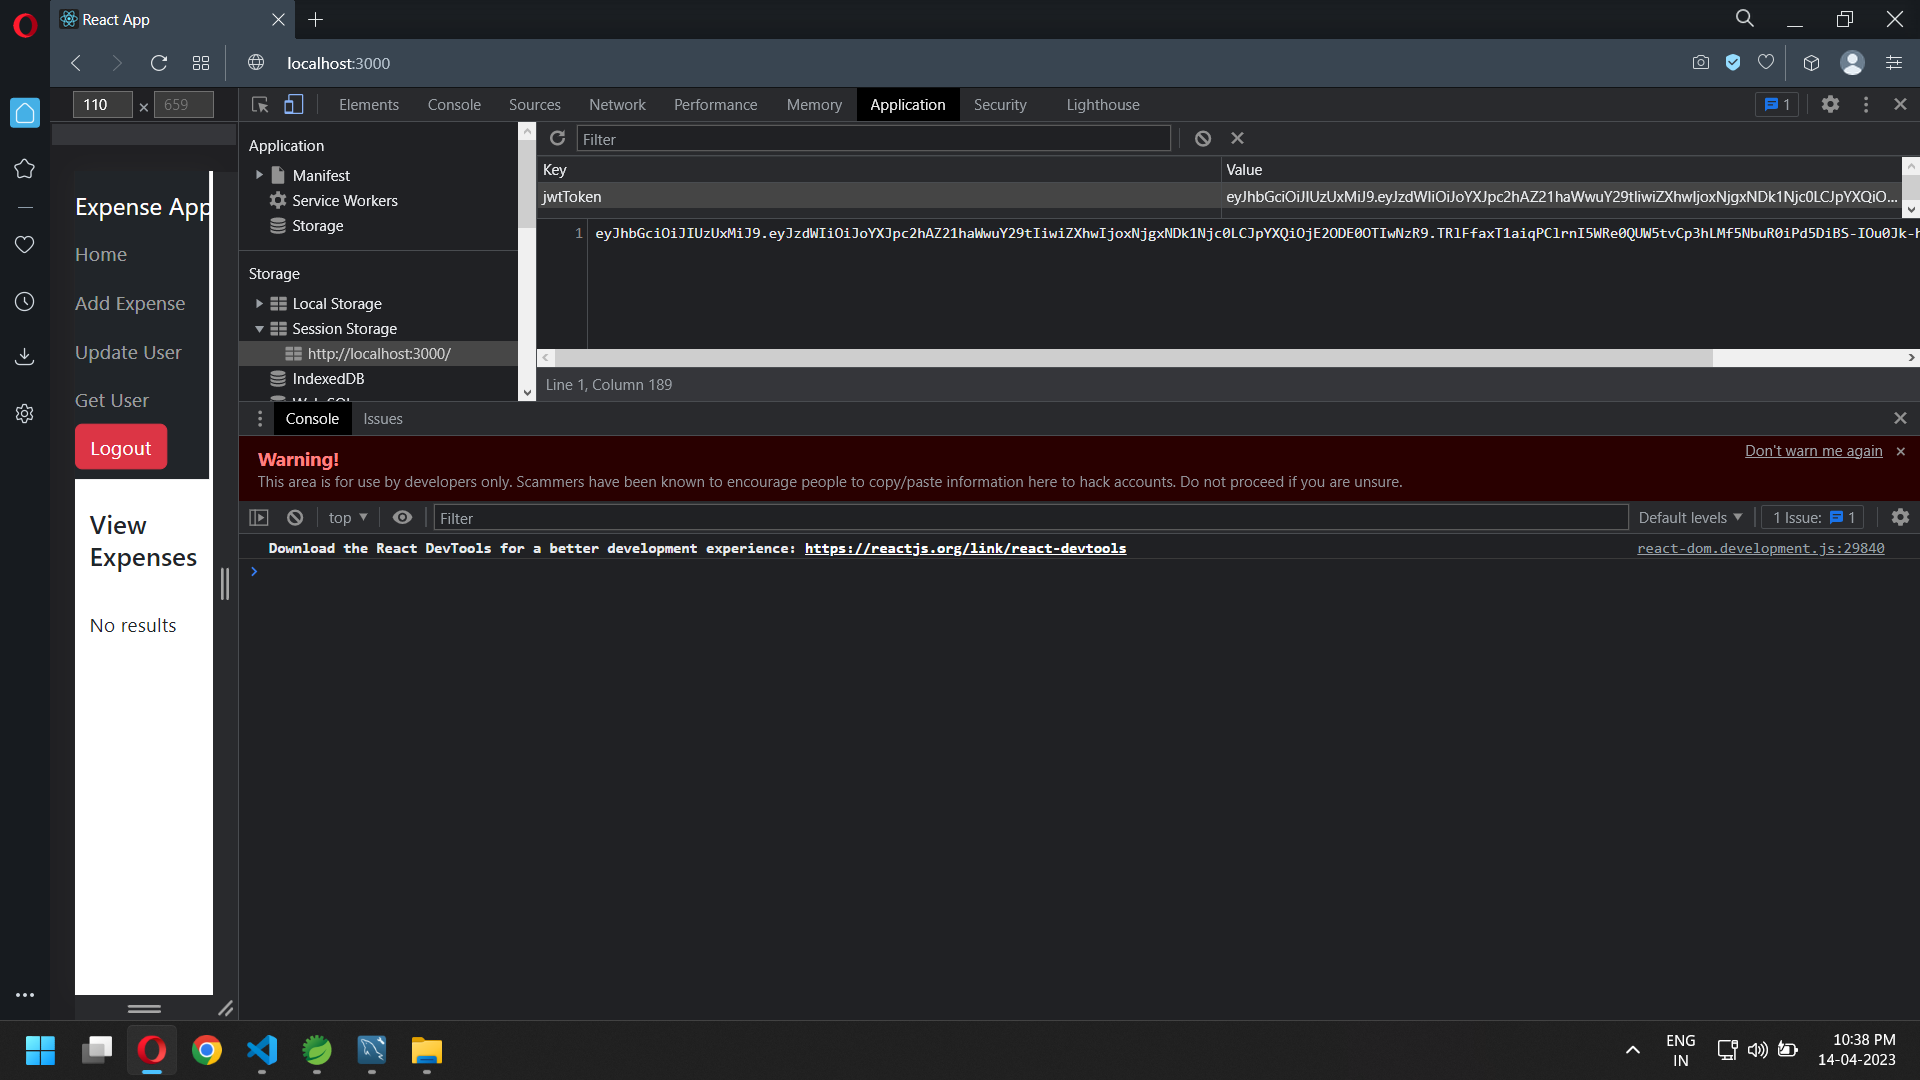 React App
localhost:3000
110 × 659
Elements Console Sources Network Performance Memory Application Security Lighthouse 1
Application
Manifest
Service Workers
Storage
Storage
Local Storage
Session Storage
http://localhost:3000/
IndexedDB
Filter
Key Value
jwtToken
1
Line 1, Column 189
Expense App
Home
Add Expense
Update User
Get User
Logout
View
Expenses
No results
Console Issues
Warning!
Don't warn me again
This area is for use by developers only. Scammers have been known to encourage people to copy/paste information here to hack accounts. Do not proceed if you are unsure.
top Filter Default levels 1 Issue: 1
Download the React DevTools for a better development experience: https://reactjs.org/link/react-devtools react-dom.development.js:29840
ENG
IN
10:38 PM
14-04-2023